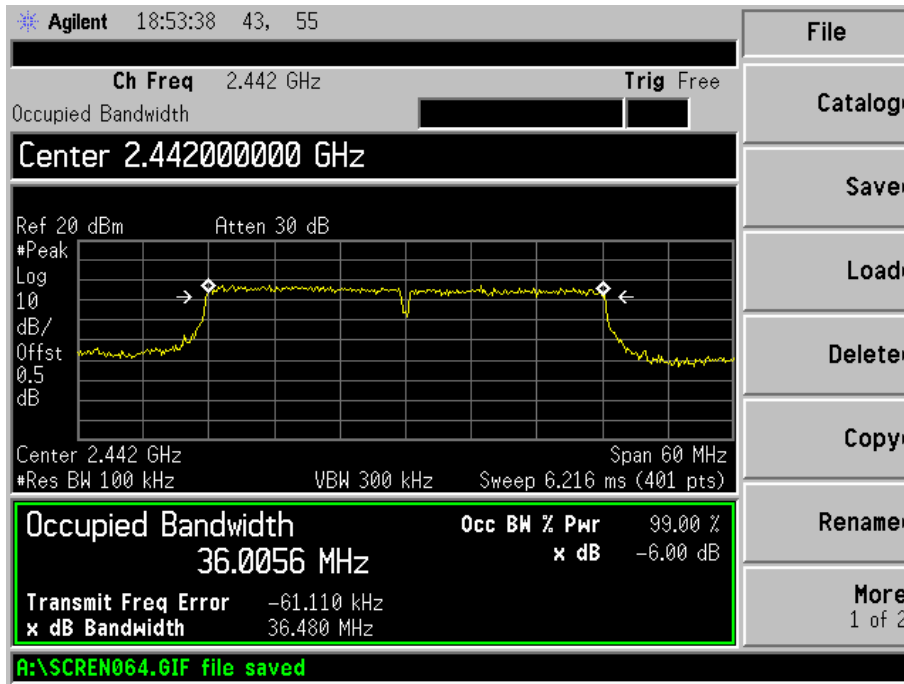 Agilent 18:53:38 43, 55
File
Ch Freq 2.442 GHz Trig Free
Occupied Bandwidth
Catalog
Center 2.442000000 GHz
Save
Ref 20 dBm Atten 30 dB
#Peak
Log
10
dB/
Offst
0.5
dB
Load
Delete
Copy
Center 2.442 GHz Span 60 MHz
#Res BW 100 kHz VBW 300 kHz Sweep 6.216 ms (401 pts)
Occupied Bandwidth Occ BW % Pwr 99.00 %
36.0056 MHz x dB -6.00 dB
Rename
Transmit Freq Error -61.110 kHz
x dB Bandwidth 36.480 MHz
More
1 of 2
A:\SCREN064.GIF file saved